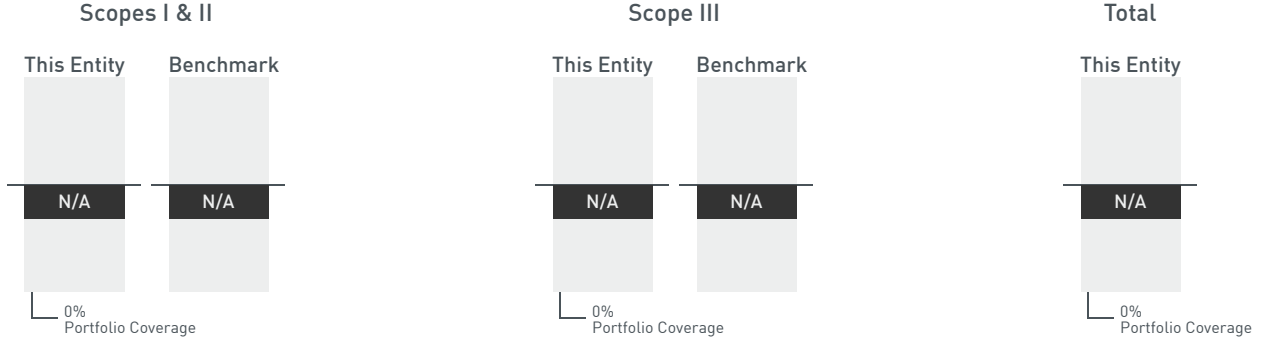 Scopes I & II
This Entity
Benchmark
N/A
N/A
0%
Portfolio Coverage
Scope III
This Entity
Benchmark
N/A
N/A
0%
Portfolio Coverage
Total
This Entity
N/A
0%
Portfolio Coverage